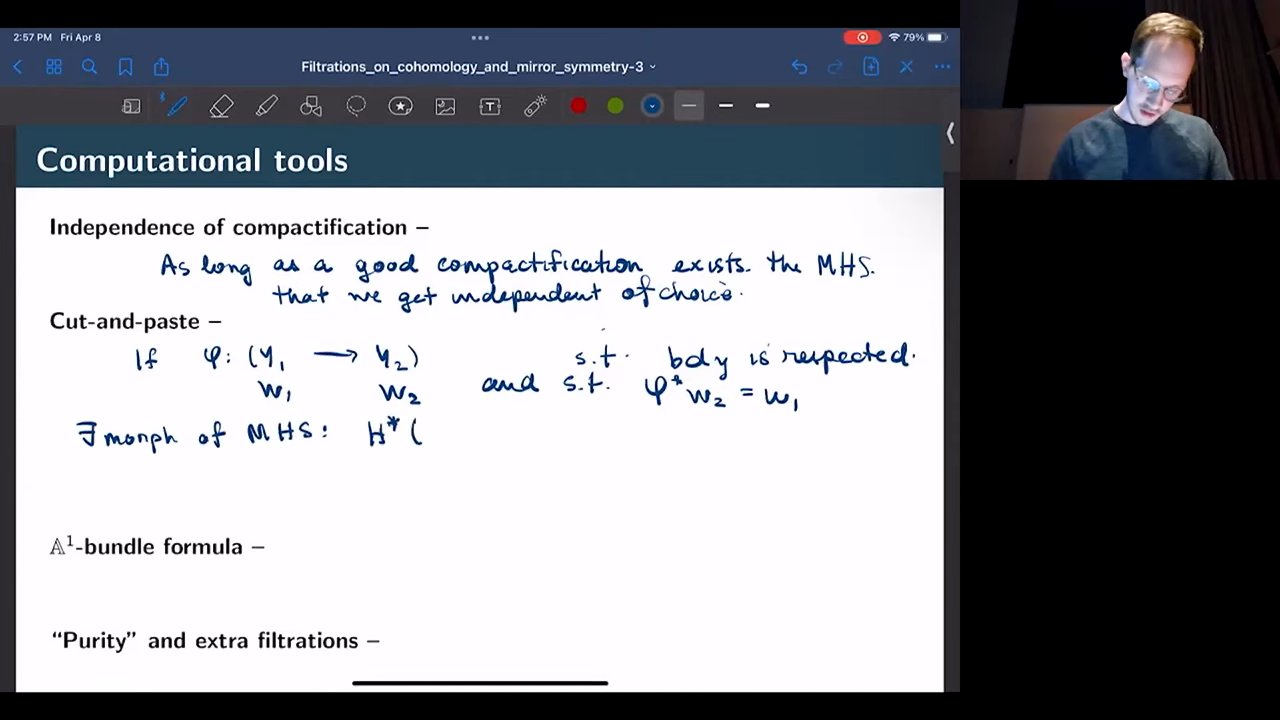 2:57 PM Fri Apr 8
79%
Filtrations_on_cohomology_and_mirror_symmetry-3
Computational tools
Independence of compactification –
As long as a good compactification exists. the MHS.
that we get independent of choice.
Cut-and-paste –
If φ: (Y₁ ⟶ Y₂) s.t. bdy is respected.
W₁ W₂ and s.t. φ*W₂ = W₁
∃ morph of MHS: H*(
𝔸¹-bundle formula –
“Purity” and extra filtrations –